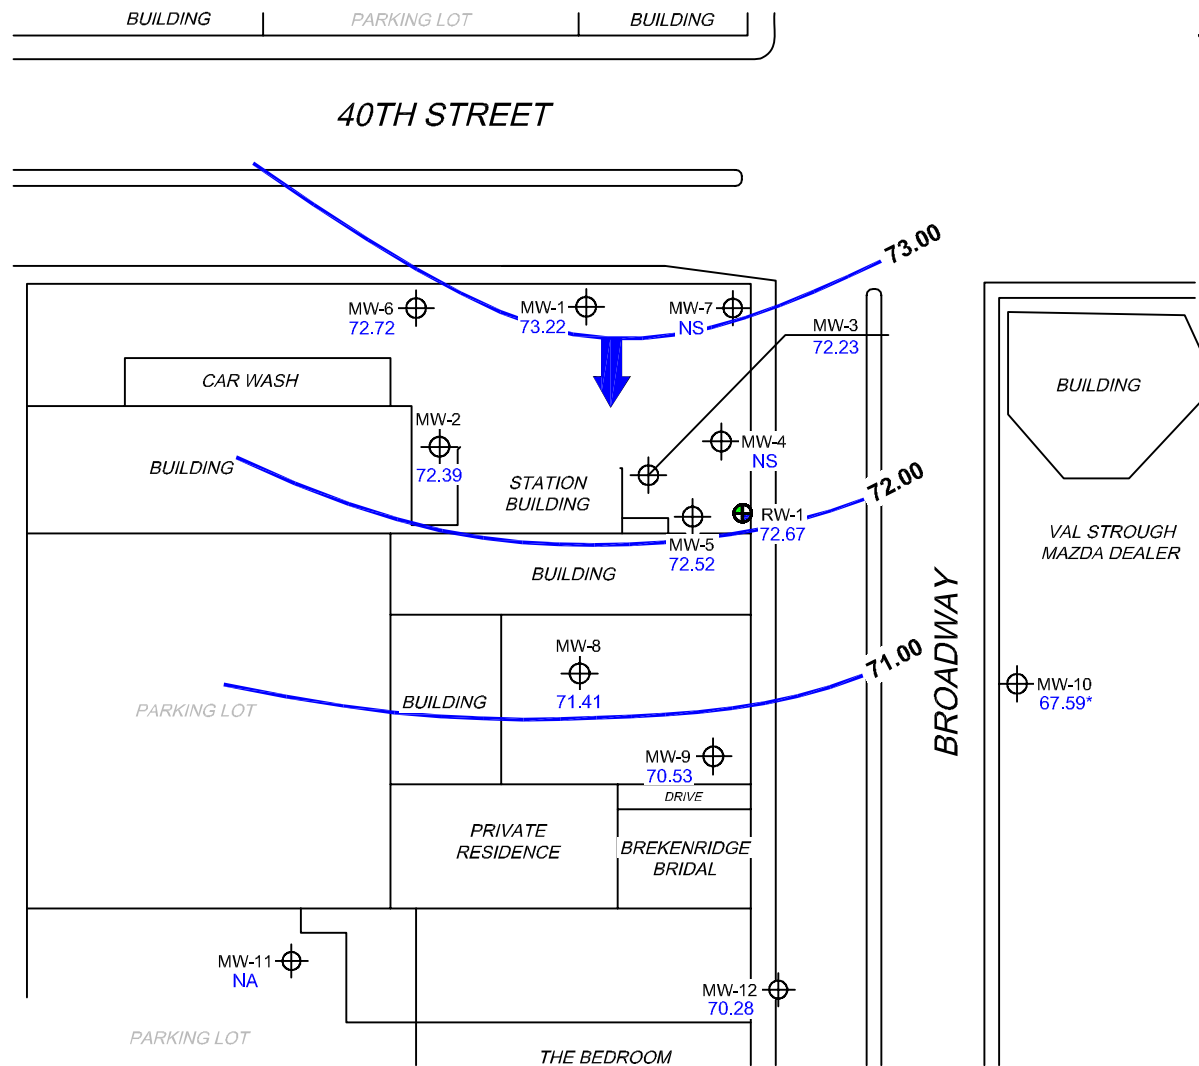 BUILDING
PARKING LOT
BUILDING
40TH STREET
73.00
MW-6
72.72
MW-1
73.22
MW-7
NS
MW-3
72.23
CAR WASH
BUILDING
MW-2
72.39
BUILDING
STATION
BUILDING
MW-4
NS
72.00
RW-1
72.67
MW-5
72.52
VAL STROUGH
MAZDA DEALER
BUILDING
BROADWAY
MW-8
71.41
71.00
MW-10
67.59*
PARKING LOT
BUILDING
MW-9
70.53
DRIVE
PRIVATE
RESIDENCE
BREKENRIDGE
BRIDAL
MW-11
NA
MW-12
70.28
PARKING LOT
THE BEDROOM